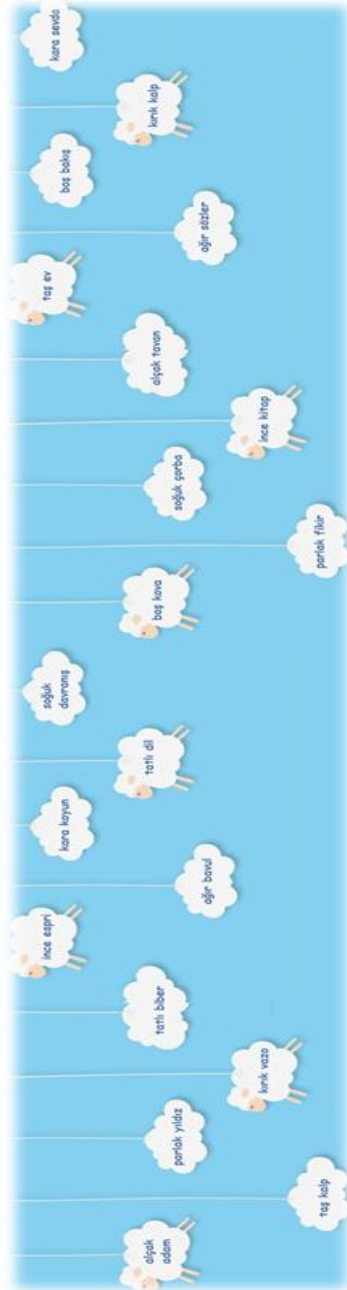 alçak
adam
taş kalp
parlak yıldız
kırık vazo
tatlı biber
ince espri
ağır bavul
kara koyun
tatlı dil
soğuk
davranış
boş kova
parlak fikir
soğuk çorba
ince kitap
alçak tavan
taş ev
ağır sözler
boş bakış
kırık kalp
kara sevda